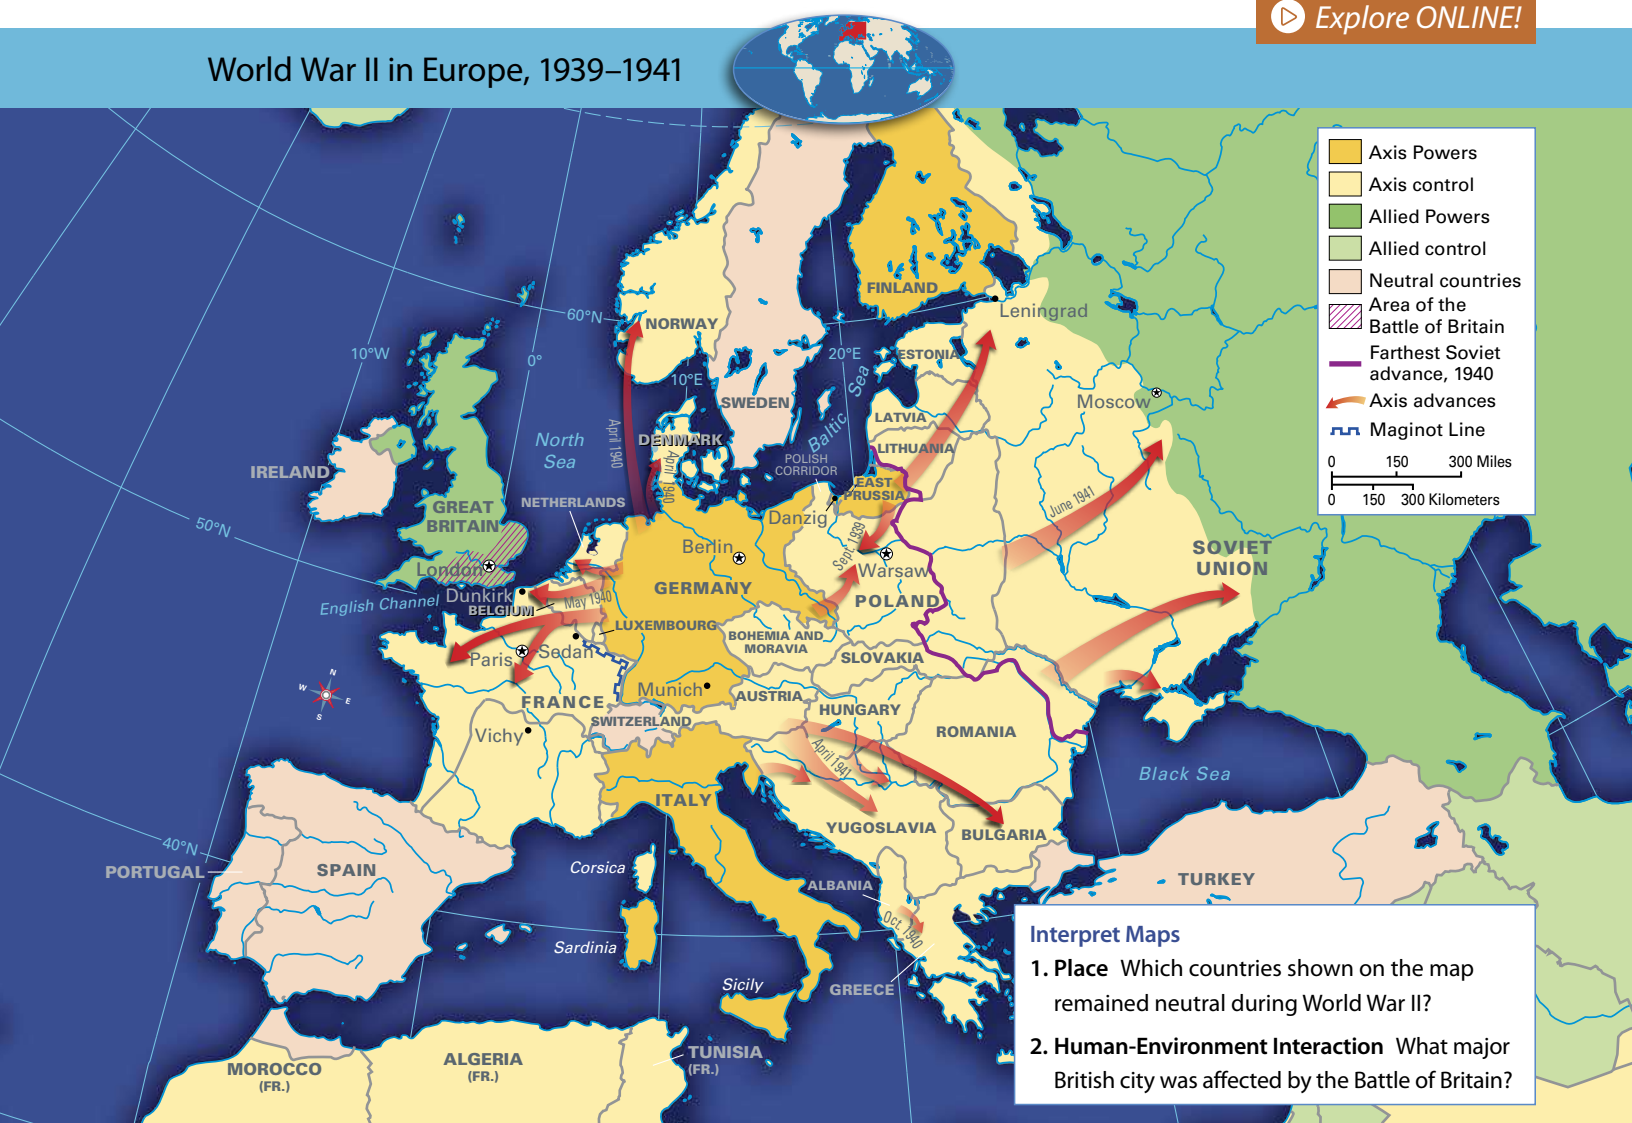 Explore ONLINE!
World War II in Europe, 1939–1941
Axis Powers
Axis control
Allied Powers
Allied control
Neutral countries
Area of the
Battle of Britain
Farthest Soviet
advance, 1940
Axis advances
Maginot Line
0 150 300 Miles
0 150 300 Kilometers
60°N
10°W
0°
10°E
20°E
50°N
40°N
NORWAY
FINLAND
Leningrad
ESTONIA
SWEDEN
Moscow
LATVIA
LITHUANIA
Baltic Sea
North
Sea
DENMARK
April 1940
April 1940
POLISH
CORRIDOR
EAST
PRUSSIA
IRELAND
GREAT
BRITAIN
NETHERLANDS
Danzig
June 1941
Sept. 1939
Berlin
London
Warsaw
SOVIET
UNION
English Channel
Dunkirk
BELGIUM
May 1940
GERMANY
POLAND
LUXEMBOURG
BOHEMIA AND
MORAVIA
Paris
Sedan
SLOVAKIA
N
W
E
S
Munich
AUSTRIA
FRANCE
HUNGARY
SWITZERLAND
Vichy
ROMANIA
April 1941
Black Sea
ITALY
YUGOSLAVIA
BULGARIA
PORTUGAL
SPAIN
Corsica
ALBANIA
TURKEY
Oct. 1940
Sardinia
Sicily
GREECE
MOROCCO
(FR.)
ALGERIA
(FR.)
TUNISIA
(FR.)
Interpret Maps
1. Place Which countries shown on the map
remained neutral during World War II?
2. Human-Environment Interaction What major
British city was affected by the Battle of Britain?